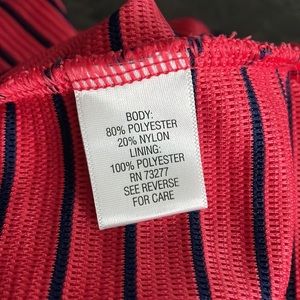 BODY:
80% POLYESTER
20% NYLON
LINING:
100% POLYESTER
RN 73277
SEE REVERSE
FOR CARE